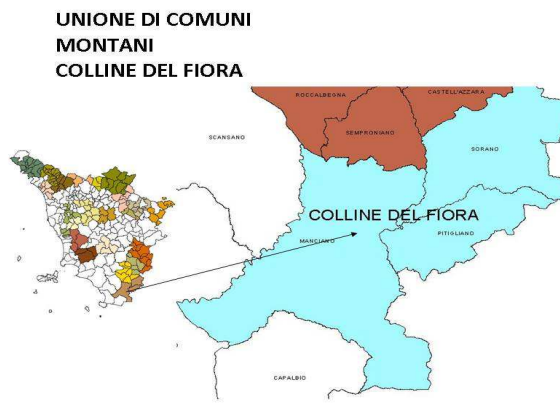 UNIONE DI COMUNI
MONTANI
COLLINE DEL FIORA
ROCCALBEGNA
CASTELL'AZZARA
SEMPRONIANO
SCANSANO
SORANO
COLLINE DEL FIORA
PITIGLIANO
MANCIANO
CAPALBIO